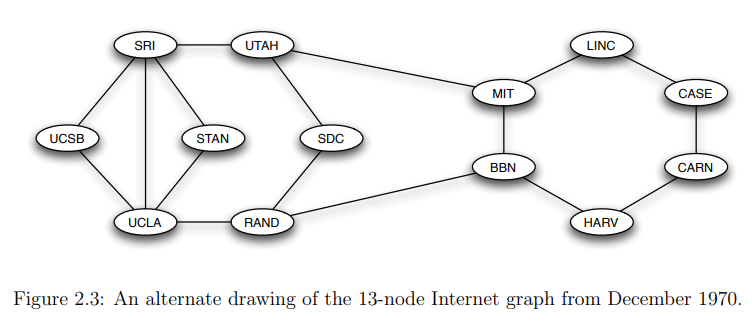 SRI UTAH LINC
MIT CASE
UCSB STAN SDC
BBN CARN
UCLA RAND HARV
Figure 2.3: An alternate drawing of the 13-node Internet graph from December 1970.